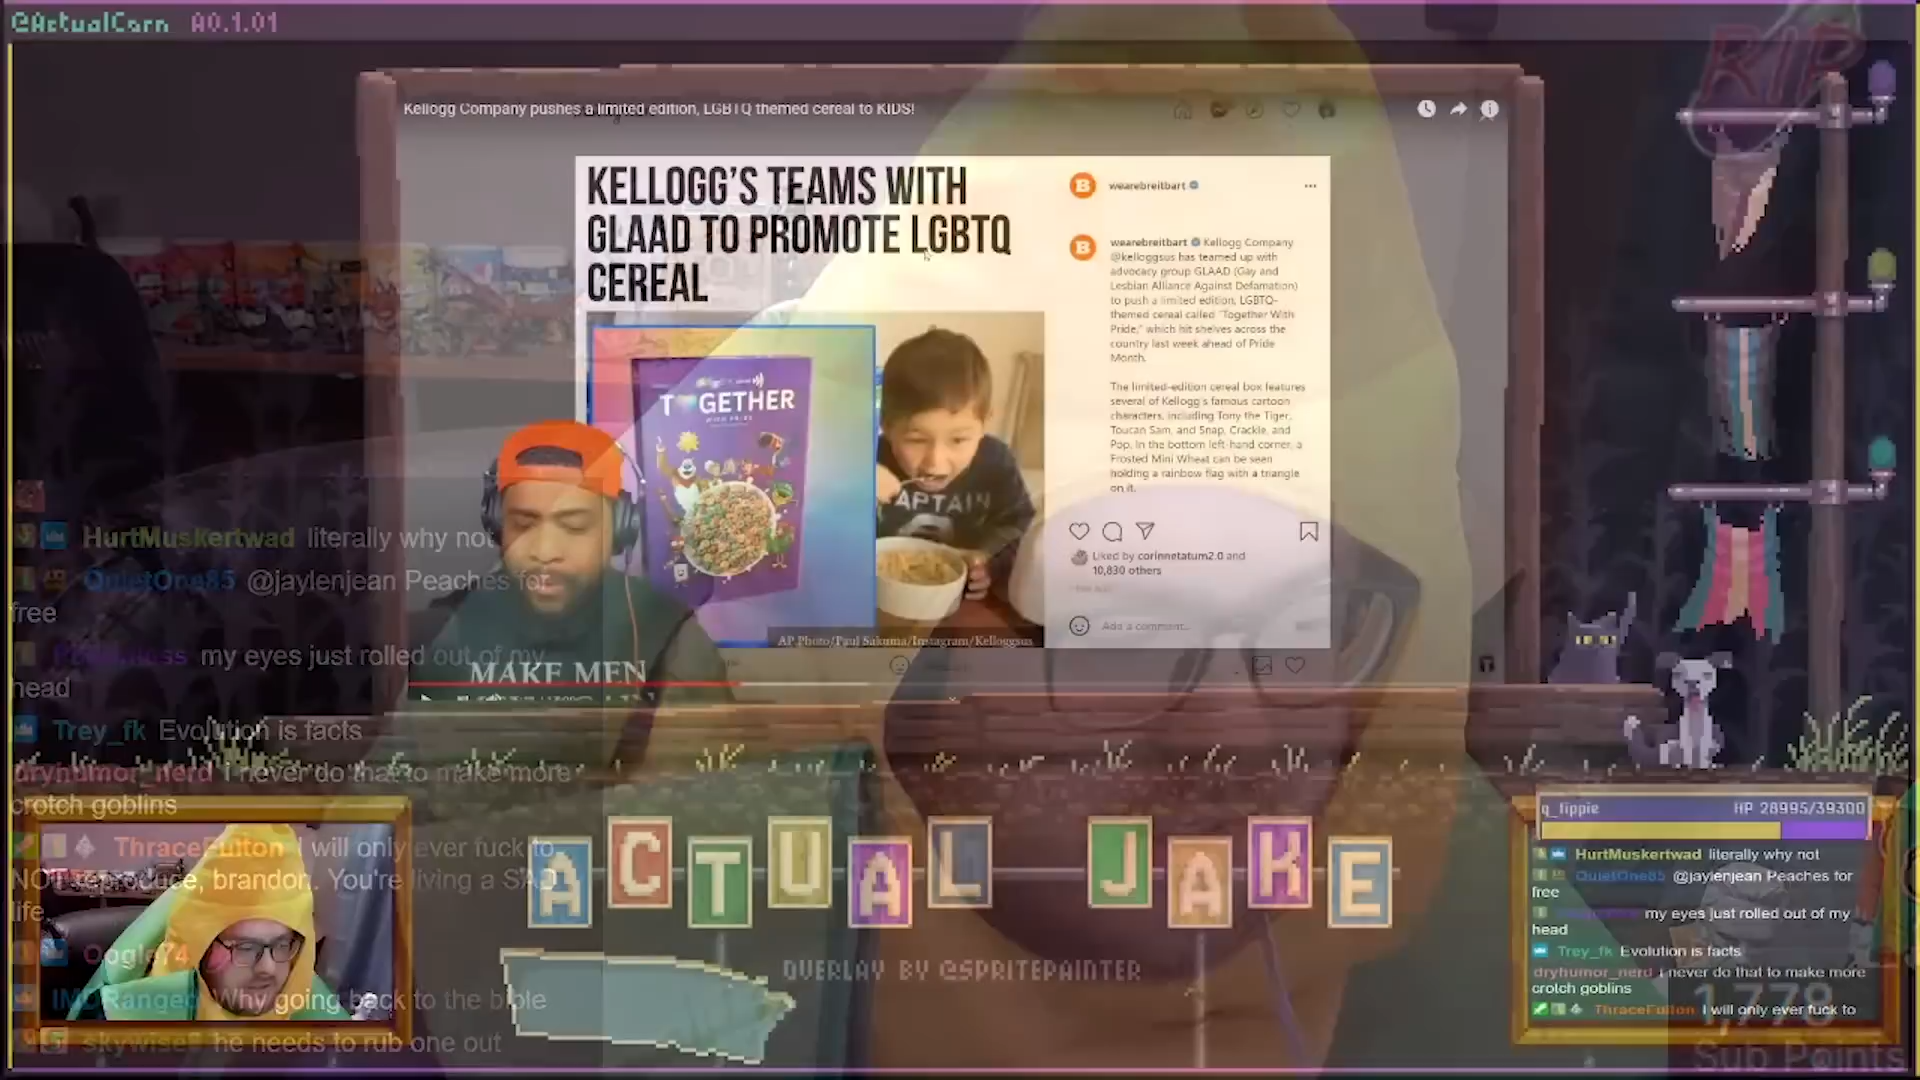 @ActualCorn A0.1.01
RIP
Kellogg Company pushes a limited edition, LGBTQ themed cereal to KIDS!
KELLOGG'S TEAMS WITH
GLAAD TO PROMOTE LGBTQ
CEREAL
TOGETHER
WITH PRIDE
APTAIN
AP Photo/Paul Sakuma/Instagram/Kelloggsus
wearebreitbart
wearebreitbart Kellogg Company
@kelloggsus has teamed up with
advocacy group GLAAD (Gay and
Lesbian Alliance Against Defamation)
to push a limited edition, LGBTQ-
themed cereal called "Together With
Pride," which hit shelves across the
country last week ahead of Pride
Month.
The limited-edition cereal box features
several of Kellogg's famous cartoon
characters, including Tony the Tiger,
Toucan Sam, and Snap, Crackle, and
Pop. In the bottom left-hand corner, a
Frosted Mini Wheat can be seen
holding a rainbow flag with a triangle
on it.
Liked by corinnetatum2.0 and
10,830 others
Add a comment...
MAKE MEN
HurtMuskertwad literally why not
QuietOne85 @jaylenjean Peaches for
free
my eyes just rolled out of my
head
Trey_fk Evolution is facts
dryhumor_nerd I never do that to make more
crotch goblins
ThraceFulton I will only ever fuck to
NOT reproduce, brandon. You're living a SAD
life.
Oogle74
Why going back to the bible
he needs to rub one out
ACTUAL JAKE
OVERLAY BY @SPRITEPAINTER
q_tippie HP 28995/39300
HurtMuskertwad literally why not
QuietOne85 @jaylenjean Peaches for
free
my eyes just rolled out of my
head
Trey_fk Evolution is facts
dryhumor_nerd I never do that to make more
crotch goblins
ThraceFulton I will only ever fuck to
1,778
Sub Points